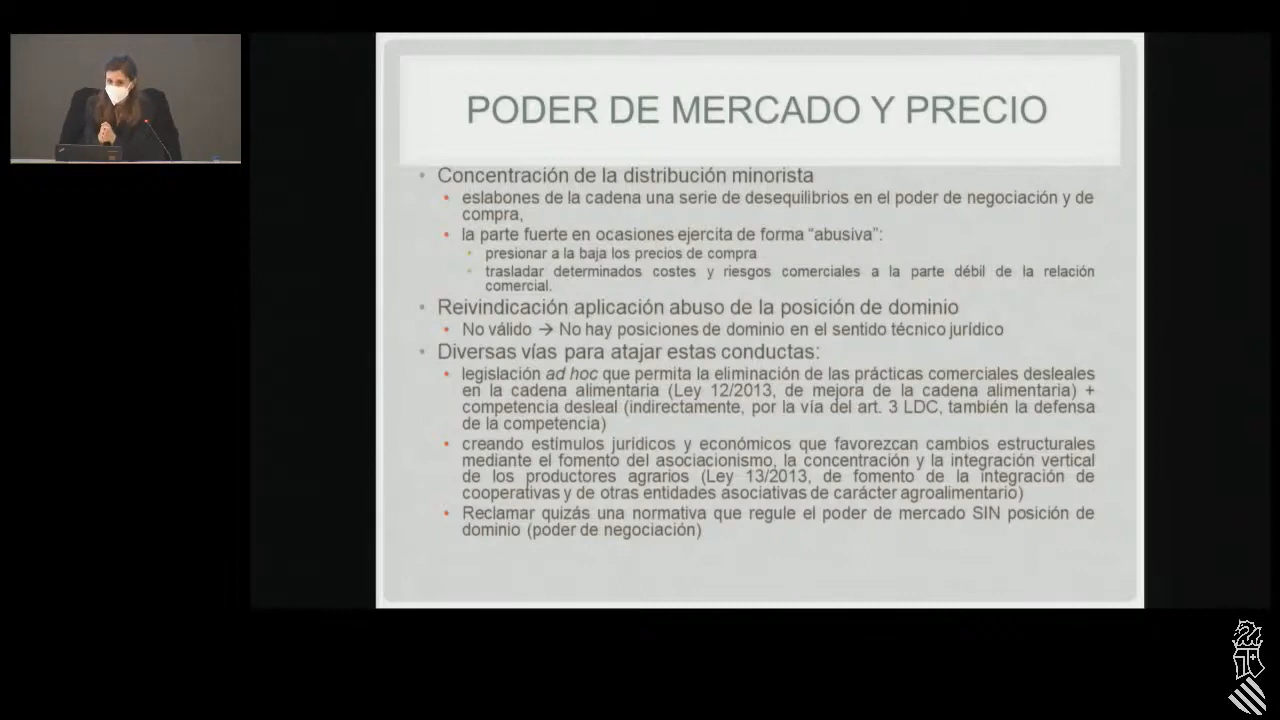 PODER DE MERCADO Y PRECIO
• Concentración de la distribución minorista
• eslabones de la cadena una serie de desequilibrios en el poder de negociación y de
compra,
• la parte fuerte en ocasiones ejercita de forma “abusiva”:
• presionar a la baja los precios de compra
• trasladar determinados costes y riesgos comerciales a la parte débil de la relación
comercial.
• Reivindicación aplicación abuso de la posición de dominio
• No válido → No hay posiciones de dominio en el sentido técnico jurídico
• Diversas vías para atajar estas conductas:
• legislación ad hoc que permita la eliminación de las prácticas comerciales desleales
en la cadena alimentaria (Ley 12/2013, de mejora de la cadena alimentaria) +
competencia desleal (indirectamente, por la vía del art. 3 LDC, también la defensa
de la competencia)
• creando estímulos jurídicos y económicos que favorezcan cambios estructurales
mediante el fomento del asociacionismo, la concentración y la integración vertical
de los productores agrarios (Ley 13/2013, de fomento de la integración de
cooperativas y de otras entidades asociativas de carácter agroalimentario)
• Reclamar quizás una normativa que regule el poder de mercado SIN posición de
dominio (poder de negociación)